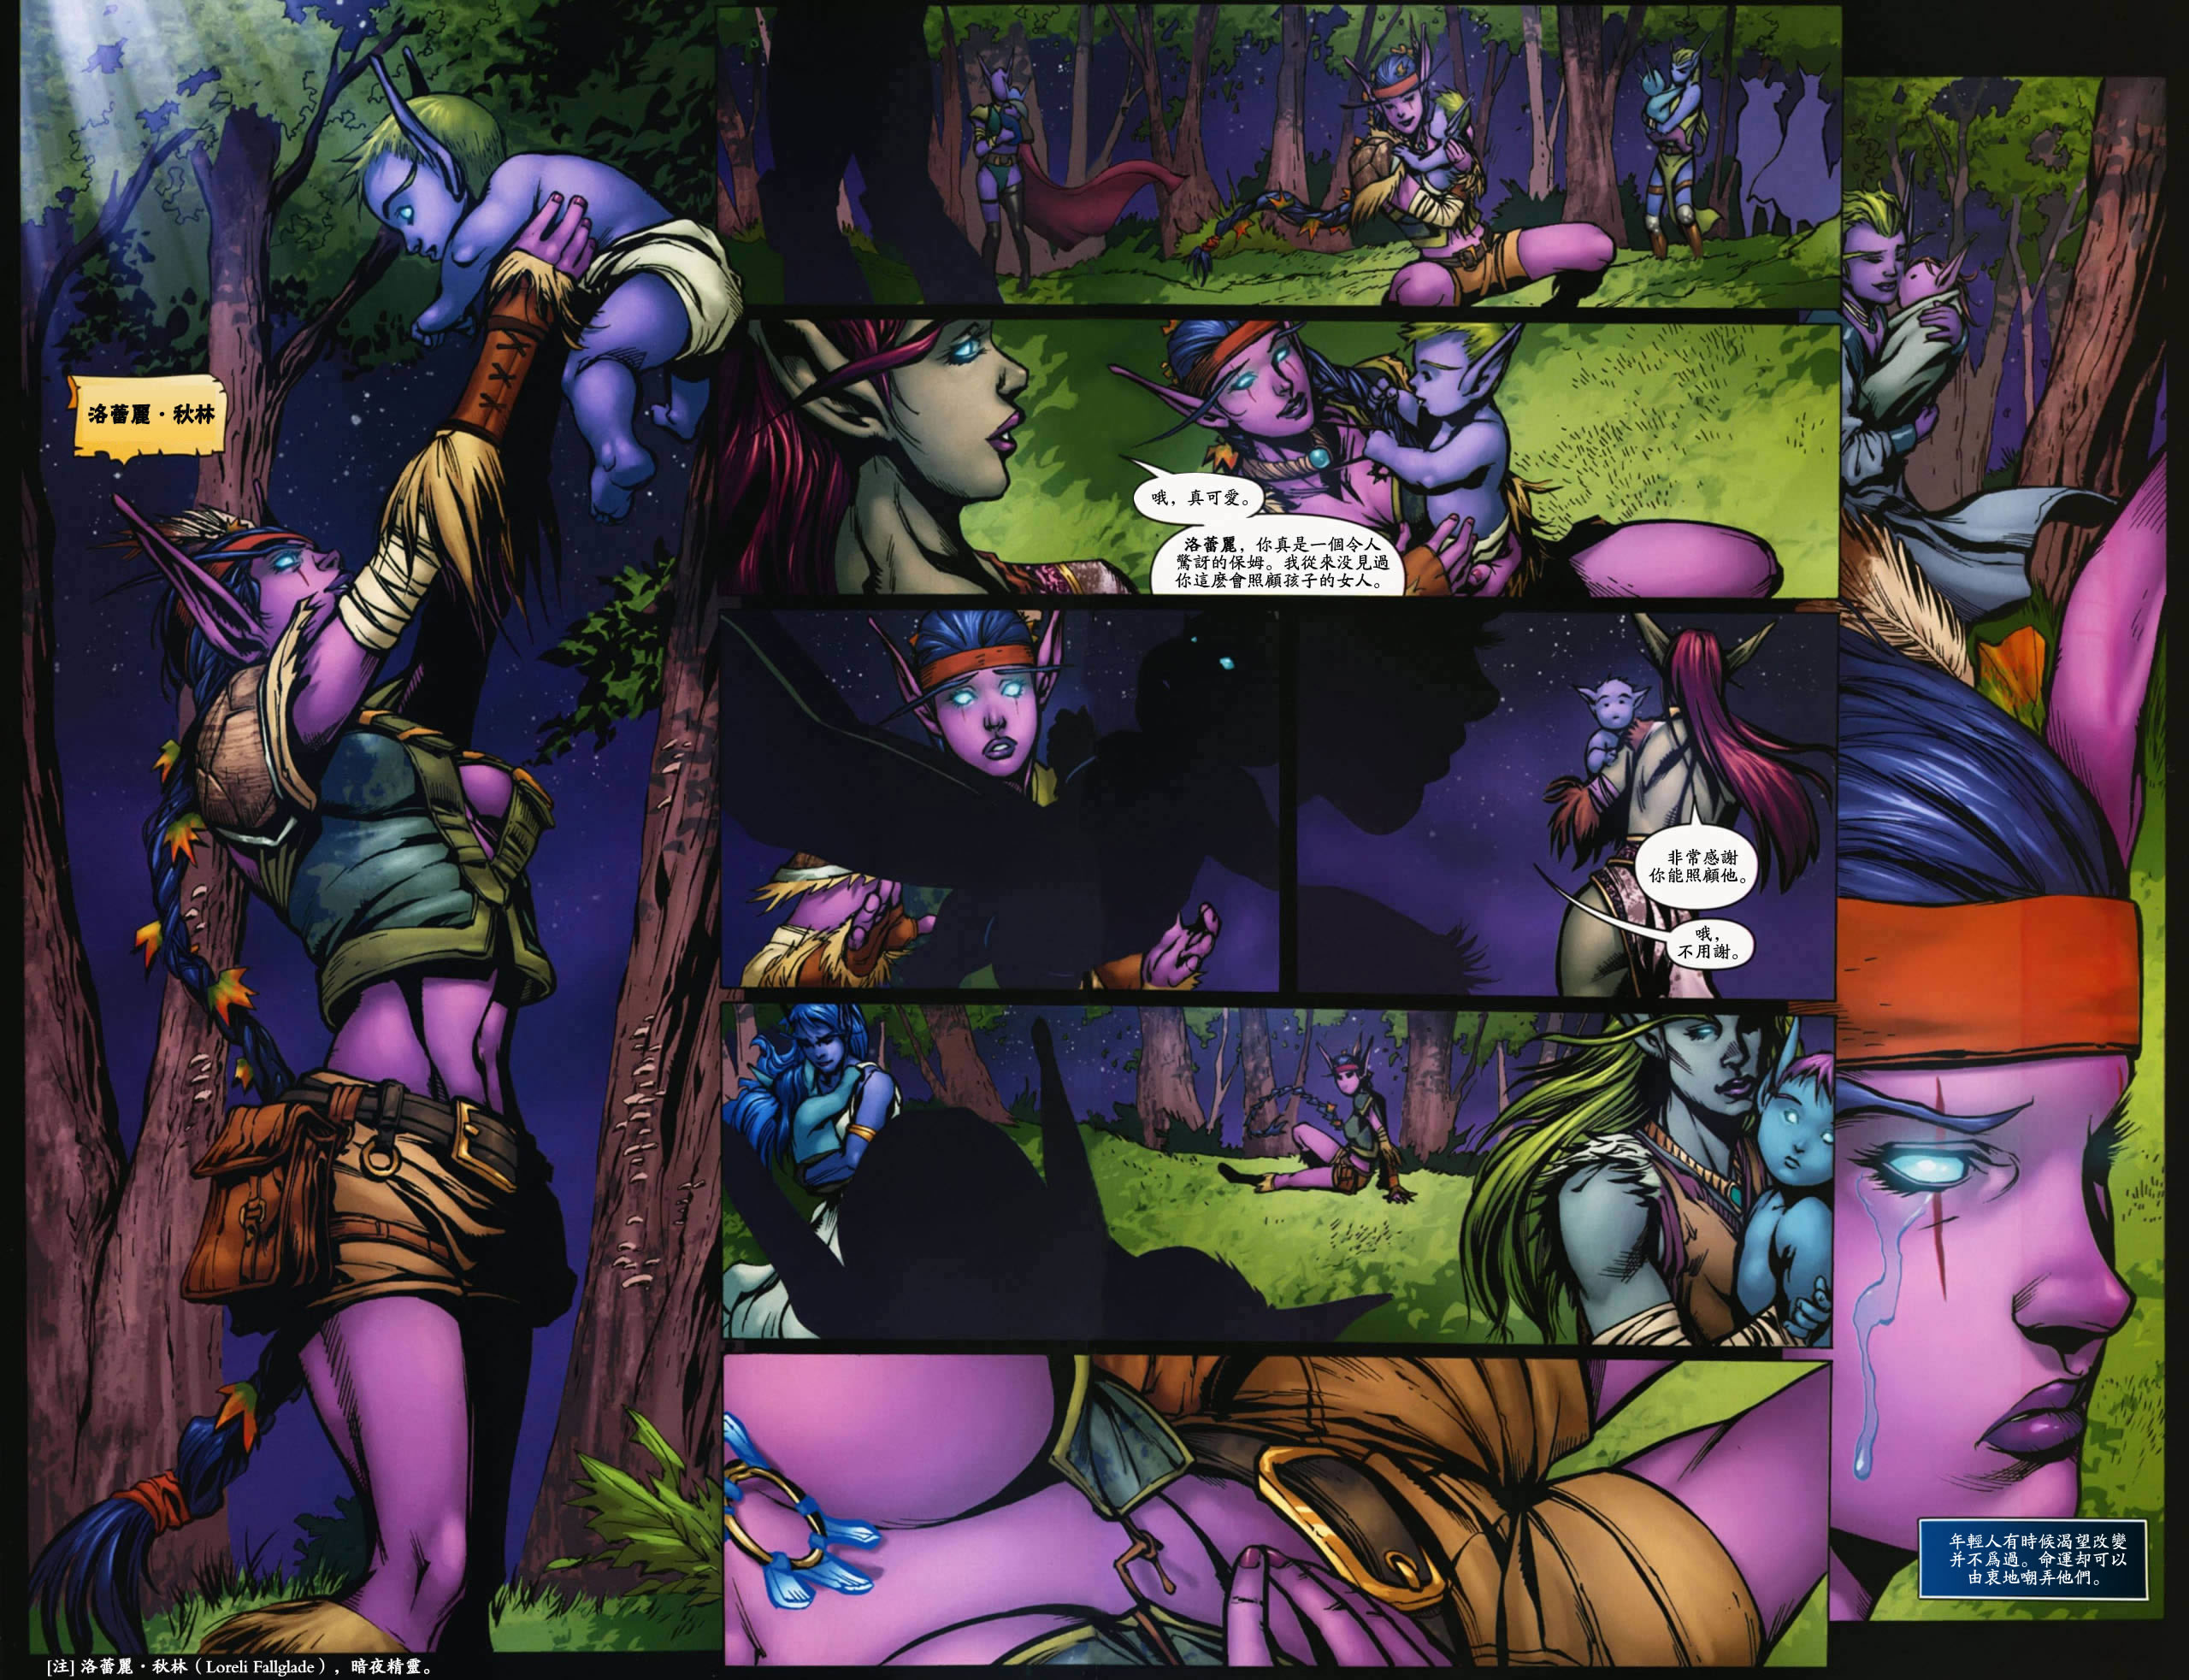 洛蕾麗·秋林
哦，真可愛。
洛蕾麗，你真是一個令人
驚訝的保姆。我從來没見過
你這麽會照顧孩子的女人。
非常感謝
你能照顧他。
哦，
不用謝。
年輕人有時候渴望改變
并不爲過。命運却可以
由衷地嘲弄他們。
[注] 洛蕾麗·秋林（Loreli Fallglade），暗夜精靈。